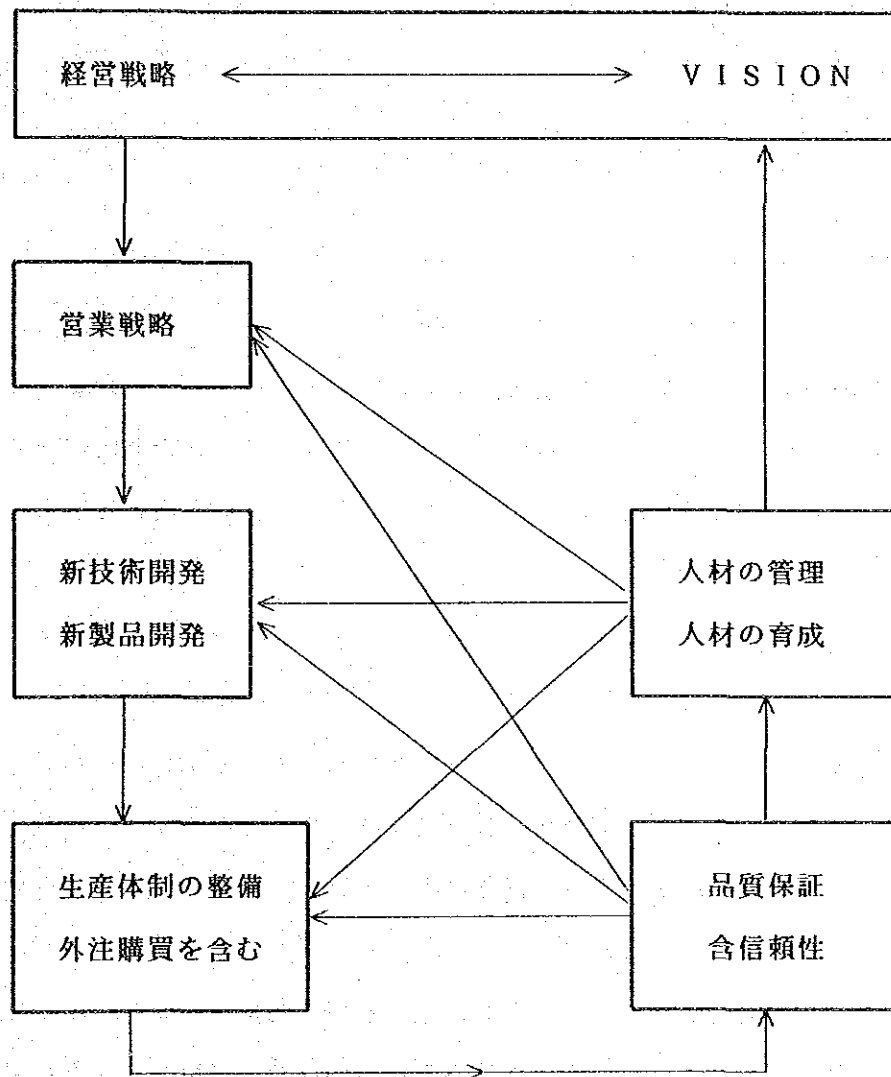 経営戦略 VISION
営業戦略
新技術開発
新製品開発
人材の管理
人材の育成
生産体制の整備
外注購買を含む
品質保証
含信頼性